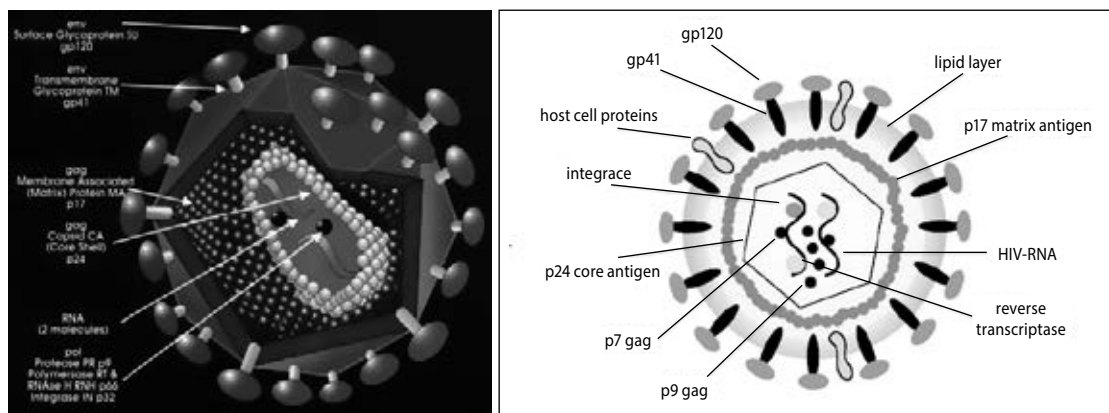 env
Surface Glycoprotein SU
gp120
env
Transmembrane
Glycoprotein TM
gp41
gag
Membrane Associated
(Matrix) Protein MA
p17
gag
Capsid CA
(Core Shell)
p24
RNA
(2 molecules)
pol
Protease PR p9
Polymerase RT &
RNAse H RNH p66
Integrase IN p32
gp120
gp41
lipid layer
host cell proteins
p17 matrix antigen
integrace
p24 core antigen
HIV-RNA
reverse
transcriptase
p7 gag
p9 gag